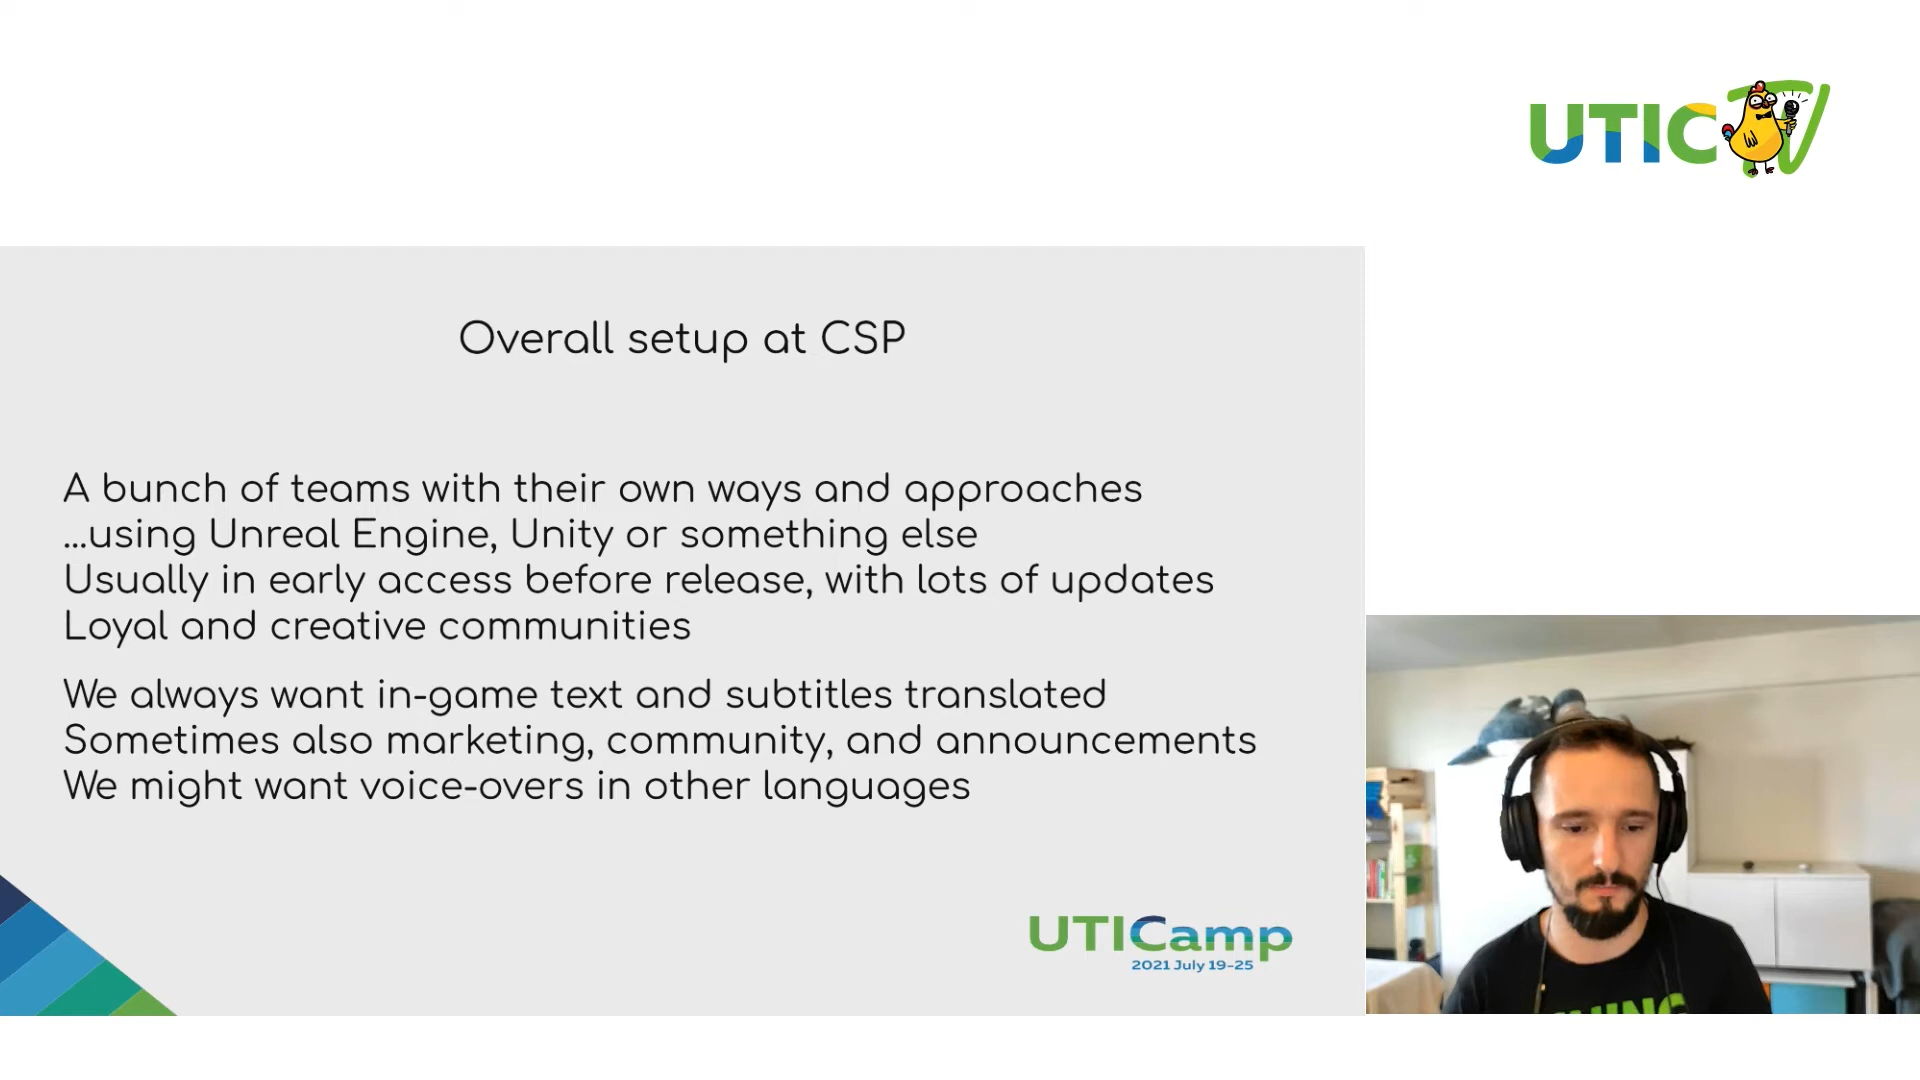 UTIC TV
Overall setup at CSP
A bunch of teams with their own ways and approaches
...using Unreal Engine, Unity or something else
Usually in early access before release, with lots of updates
Loyal and creative communities
We always want in-game text and subtitles translated
Sometimes also marketing, community, and announcements
We might want voice-overs in other languages
UTICamp
2021 July 19-25